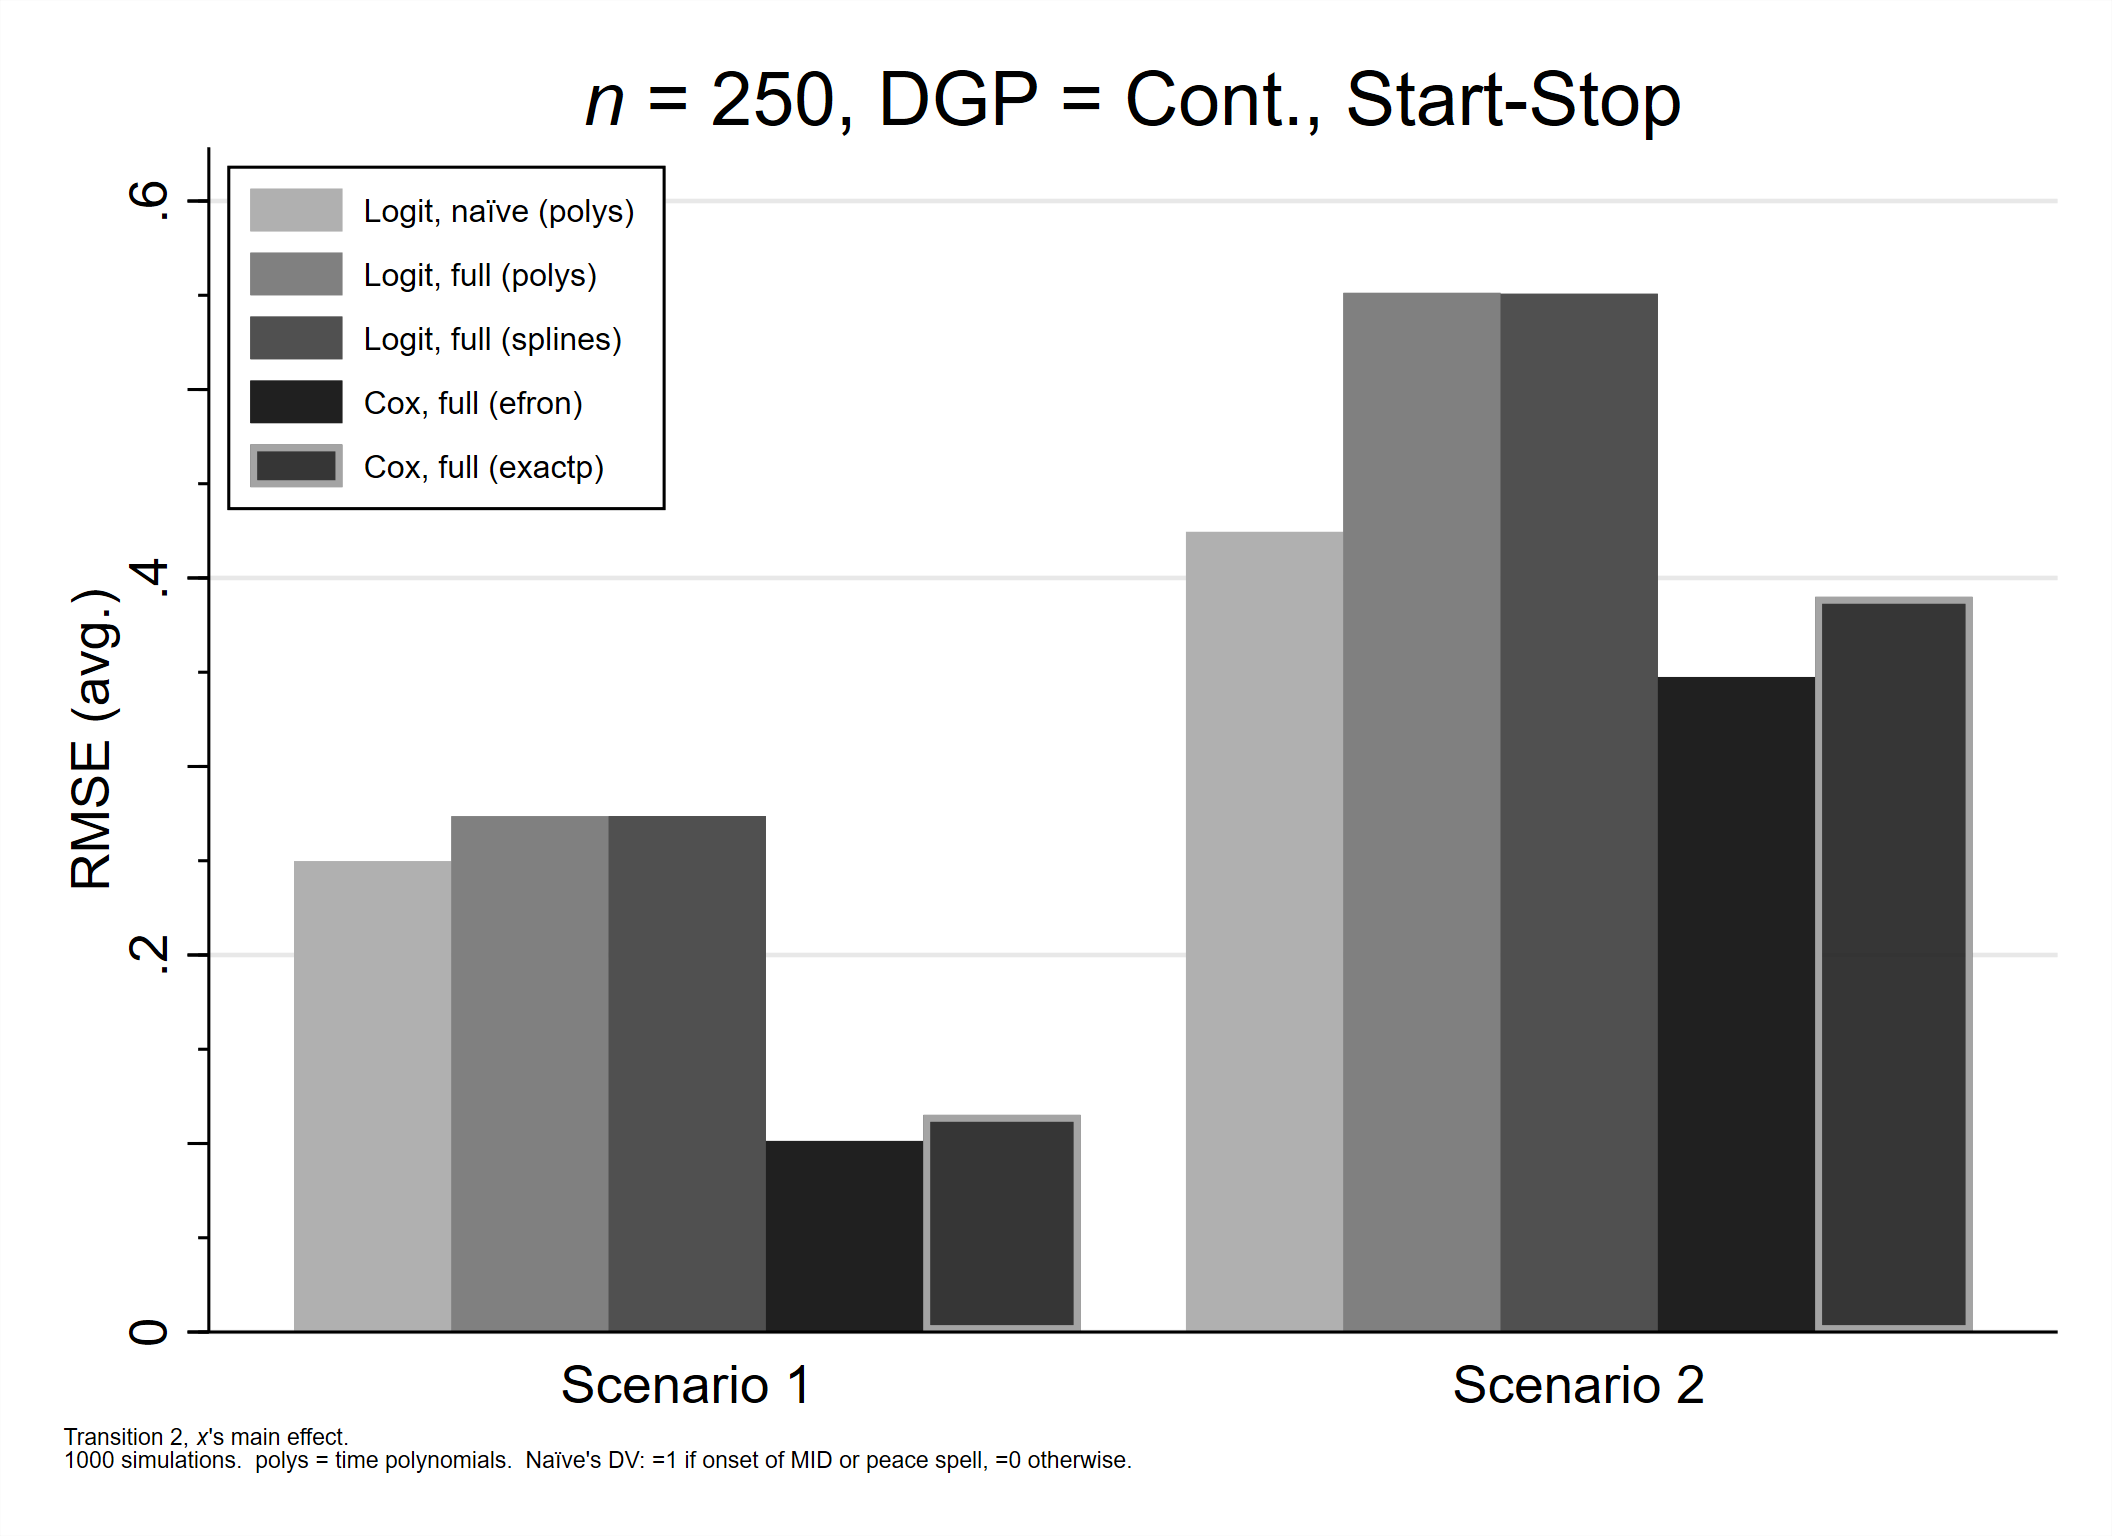 n = 250, DGP = Cont., Start-Stop
Logit, naïve (polys)
Logit, full (polys)
Logit, full (splines)
Cox, full (efron)
Cox, full (exactp)
RMSE (avg.)
.6
.4
.2
0
Scenario 1
Scenario 2
Transition 2, x's main effect.
1000 simulations.  polys = time polynomials.  Naïve's DV: =1 if onset of MID or peace spell, =0 otherwise.